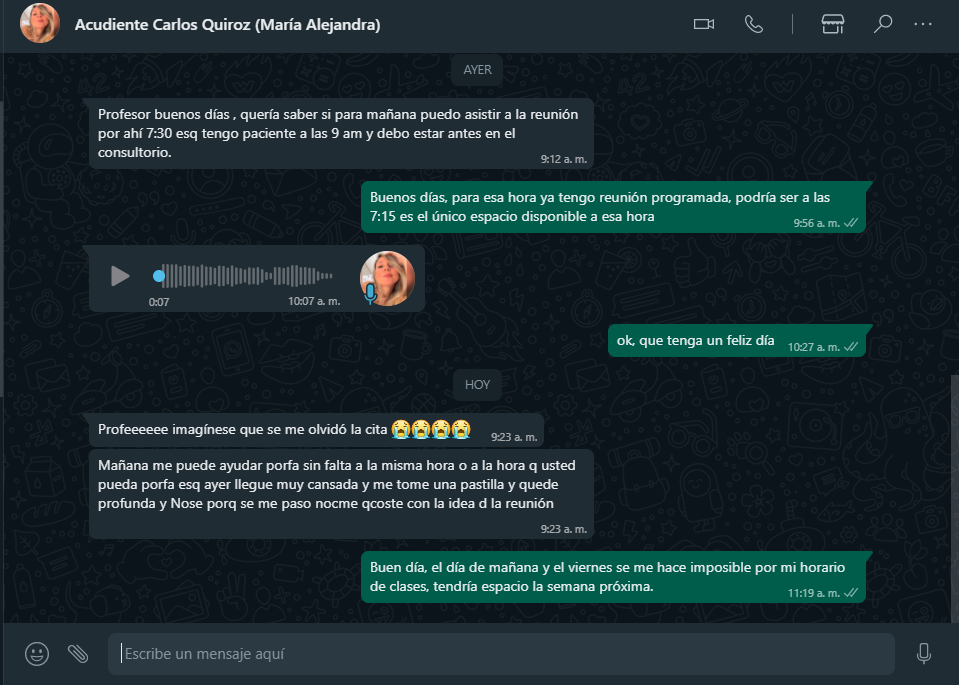 Acudiente Carlos Quiroz (María Alejandra)
AYER
Profesor buenos días , quería saber si para mañana puedo asistir a la reunión
por ahí 7:30 esq tengo paciente a las 9 am y debo estar antes en el
consultorio.
9:12 a. m.
Buenos días, para esa hora ya tengo reunión programada, podría ser a las
7:15 es el único espacio disponible a esa hora
9:56 a. m.
0:07
10:07 a. m.
ok, que tenga un feliz día
10:27 a. m.
HOY
Profeeeeee imagínese que se me olvidó la cita 😭😭😭😭
9:23 a. m.
Mañana me puede ayudar porfa sin falta a la misma hora o a la hora q usted
pueda porfa esq ayer llegue muy cansada y me tome una pastilla y quede
profunda y Nose porq se me paso nocme qcoste con la idea d la reunión
9:23 a. m.
Buen día, el día de mañana y el viernes se me hace imposible por mi horario
de clases, tendría espacio la semana próxima.
11:19 a. m.
Escribe un mensaje aquí